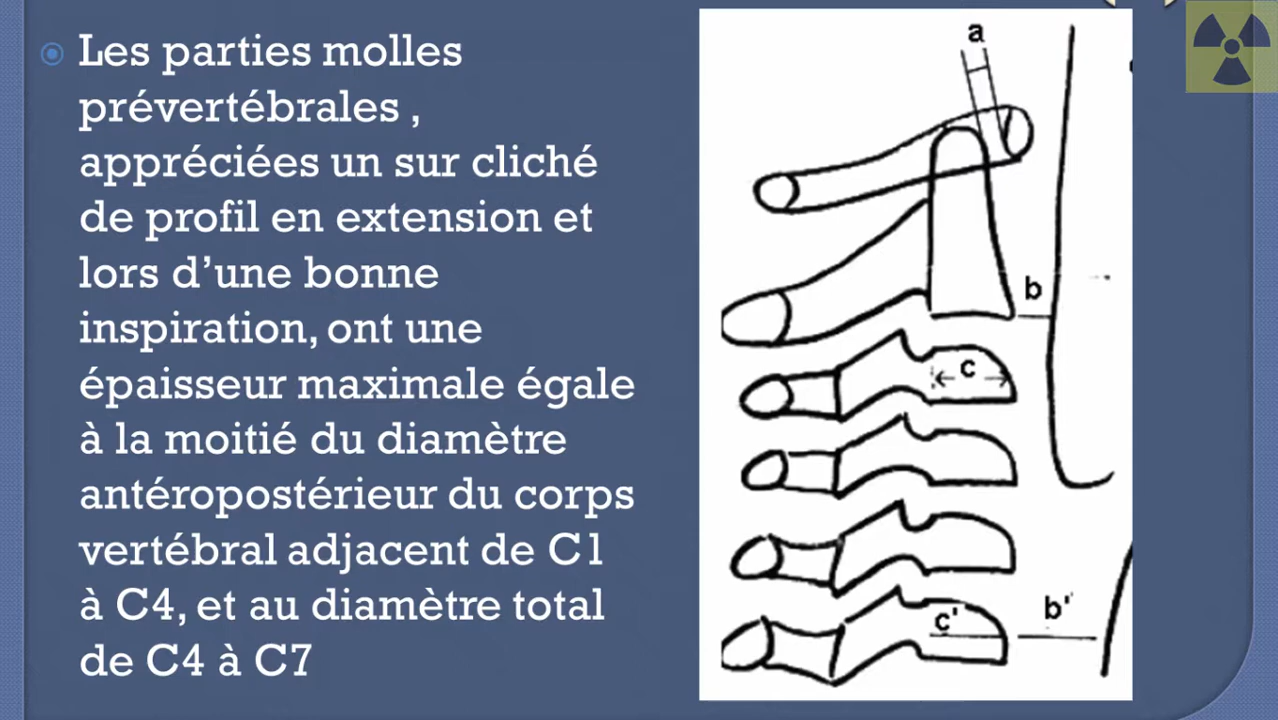 Les parties molles
prévertébrales ,
appréciées un sur cliché
de profil en extension et
lors d’une bonne
inspiration, ont une
épaisseur maximale égale
à la moitié du diamètre
antéropostérieur du corps
vertébral adjacent de C1
à C4, et au diamètre total
de C4 à C7
a
b
c
c'
b'